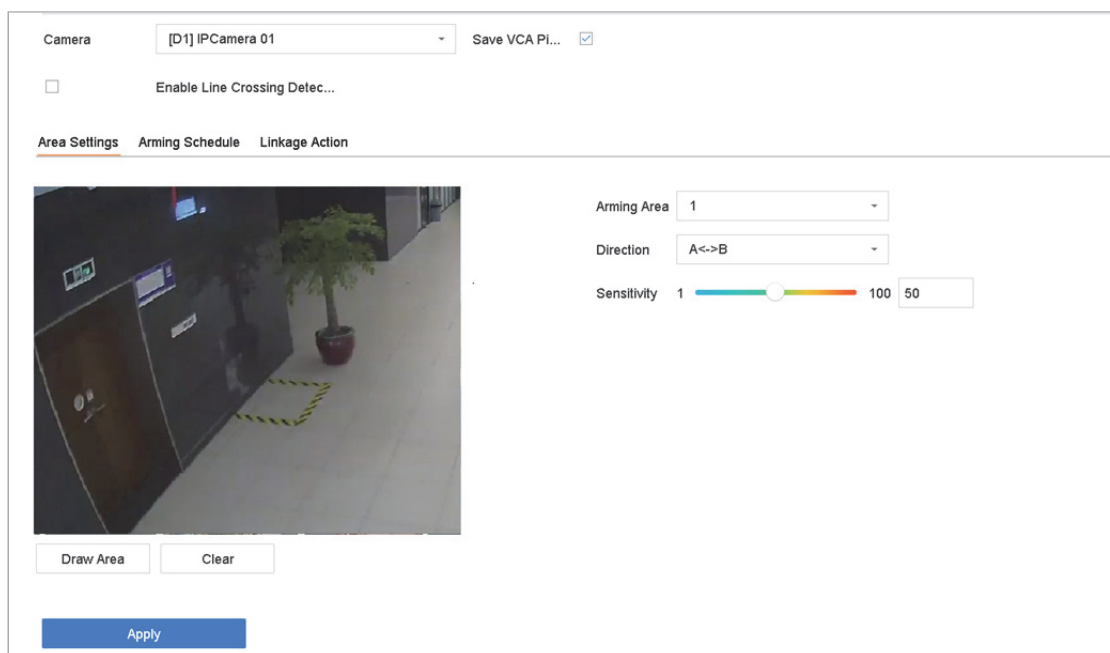 Camera [D1] IPCamera 01 Save VCA Pi...
Enable Line Crossing Detec...
Area Settings Arming Schedule Linkage Action
Arming Area 1
Direction A<->B
Sensitivity 1 100 50
Draw Area Clear
Apply